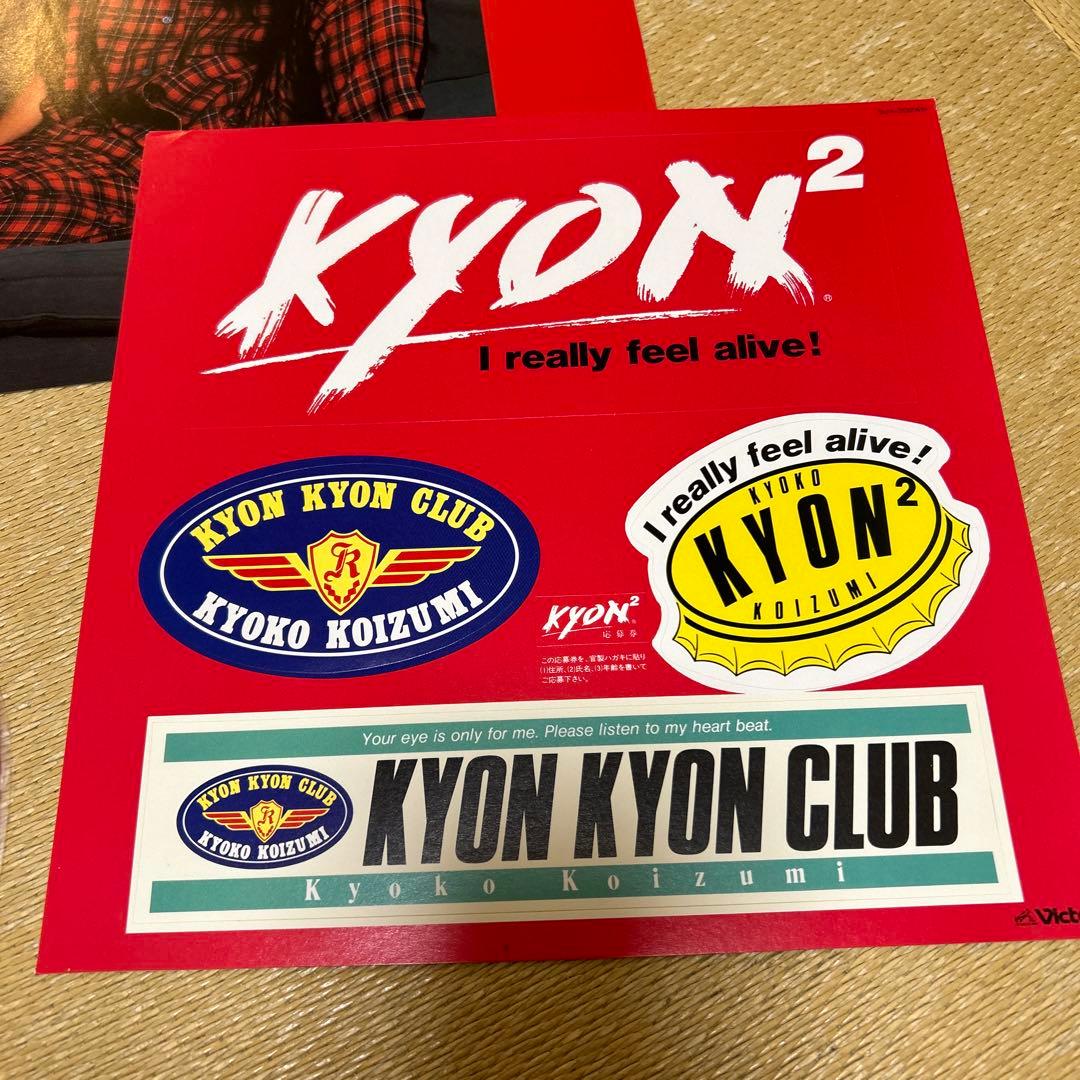 KYON²
®
I really feel alive!
KYON KYON CLUB
R
KYOKO KOIZUMI
I really feel alive!
KYOKO
KYON²
KOIZUMI
KYON²
応募券
この応募券を、官製ハガキに貼り
(1)住所、(2)氏名、(3)年齢を書いて
ご応募下さい。
Your eye is only for me. Please listen to my heart beat.
KYON KYON CLUB
R
KYOKO KOIZUMI
KYON KYON CLUB
Kyoko Koizumi